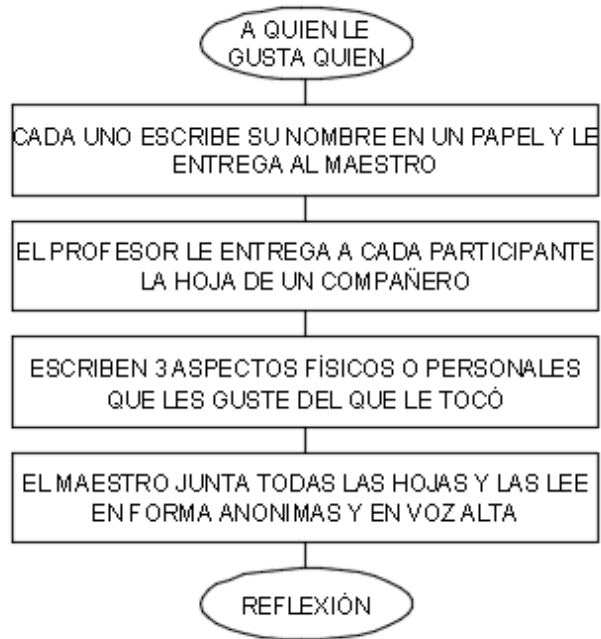 A QUIEN LE
GUSTA QUIEN
CADA UNO ESCRIBE SU NOMBRE EN UN PAPEL Y LE
ENTREGA AL MAESTRO
EL PROFESOR LE ENTREGA A CADA PARTICIPANTE
LA HOJA DE UN COMPAÑERO
ESCRIBEN 3 ASPECTOS FÍSICOS O PERSONALES
QUE LES GUSTE DEL QUE LE TOCÓ
EL MAESTRO JUNTA TODAS LAS HOJAS Y LAS LEE
EN FORMA ANONIMAS Y EN VOZ ALTA
REFLEXIÓN